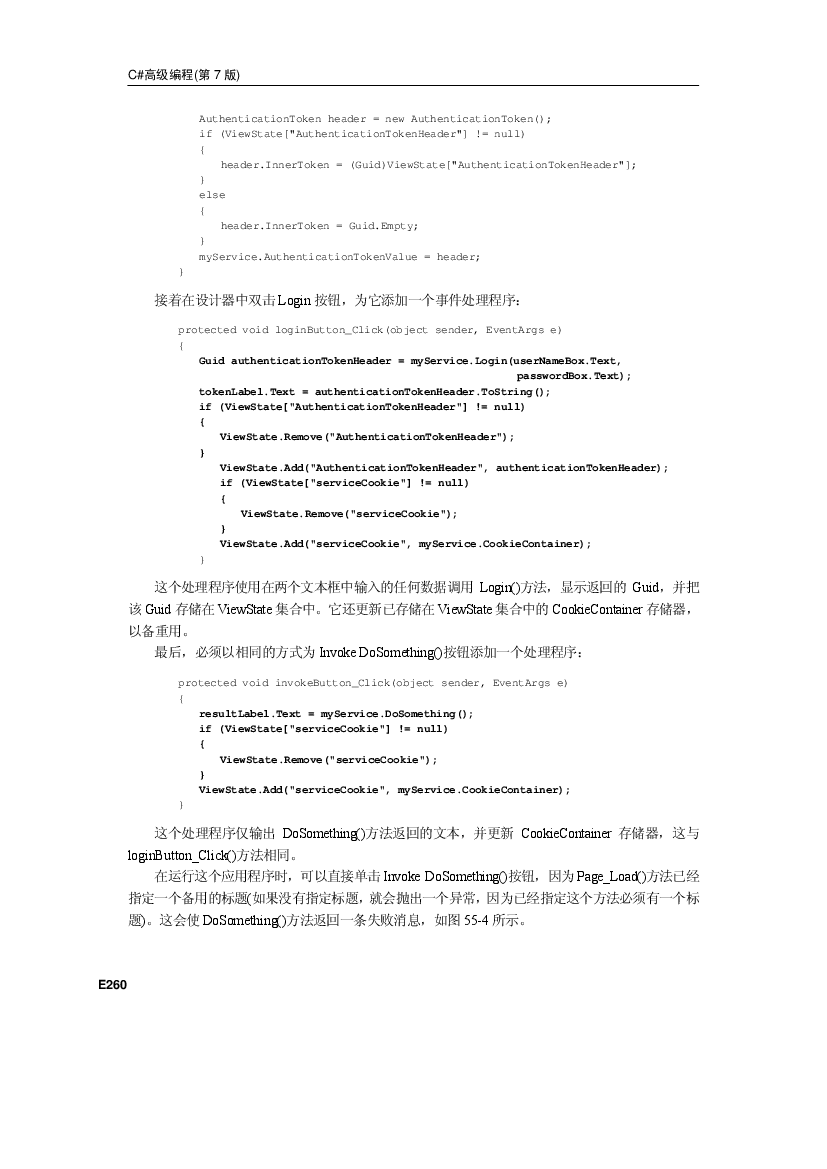 C#高级编程(第 7 版)
AuthenticationToken header = new AuthenticationToken();
if (ViewState["AuthenticationTokenHeader"] != null)
{
header.InnerToken = (Guid)ViewState["AuthenticationTokenHeader"];
}
else
{
header.InnerToken = Guid.Empty;
}
myService.AuthenticationTokenValue = header;
}
接着在设计器中双击 Login 按钮，为它添加一个事件处理程序：
protected void loginButton_Click(object sender, EventArgs e)
{
Guid authenticationTokenHeader = myService.Login(userNameBox.Text,
passwordBox.Text);
tokenLabel.Text = authenticationTokenHeader.ToString();
if (ViewState["AuthenticationTokenHeader"] != null)
{
ViewState.Remove("AuthenticationTokenHeader");
}
ViewState.Add("AuthenticationTokenHeader", authenticationTokenHeader);
if (ViewState["serviceCookie"] != null)
{
ViewState.Remove("serviceCookie");
}
ViewState.Add("serviceCookie", myService.CookieContainer);
}
这个处理程序使用在两个文本框中输入的任何数据调用 Login()方法，显示返回的 Guid，并把
该 Guid 存储在 ViewState 集合中。它还更新已存储在 ViewState 集合中的 CookieContainer 存储器，
以备重用。
最后，必须以相同的方式为 Invoke DoSomething()按钮添加一个处理程序：
protected void invokeButton_Click(object sender, EventArgs e)
{
resultLabel.Text = myService.DoSomething();
if (ViewState["serviceCookie"] != null)
{
ViewState.Remove("serviceCookie");
}
ViewState.Add("serviceCookie", myService.CookieContainer);
}
这个处理程序仅输出 DoSomething()方法返回的文本，并更新 CookieContainer 存储器，这与
loginButton_Click()方法相同。
在运行这个应用程序时，可以直接单击 Invoke DoSomething()按钮，因为 Page_Load()方法已经
指定一个备用的标题(如果没有指定标题，就会抛出一个异常，因为已经指定这个方法必须有一个标
题)。这会使 DoSomething()方法返回一条失败消息，如图 55-4 所示。
E260